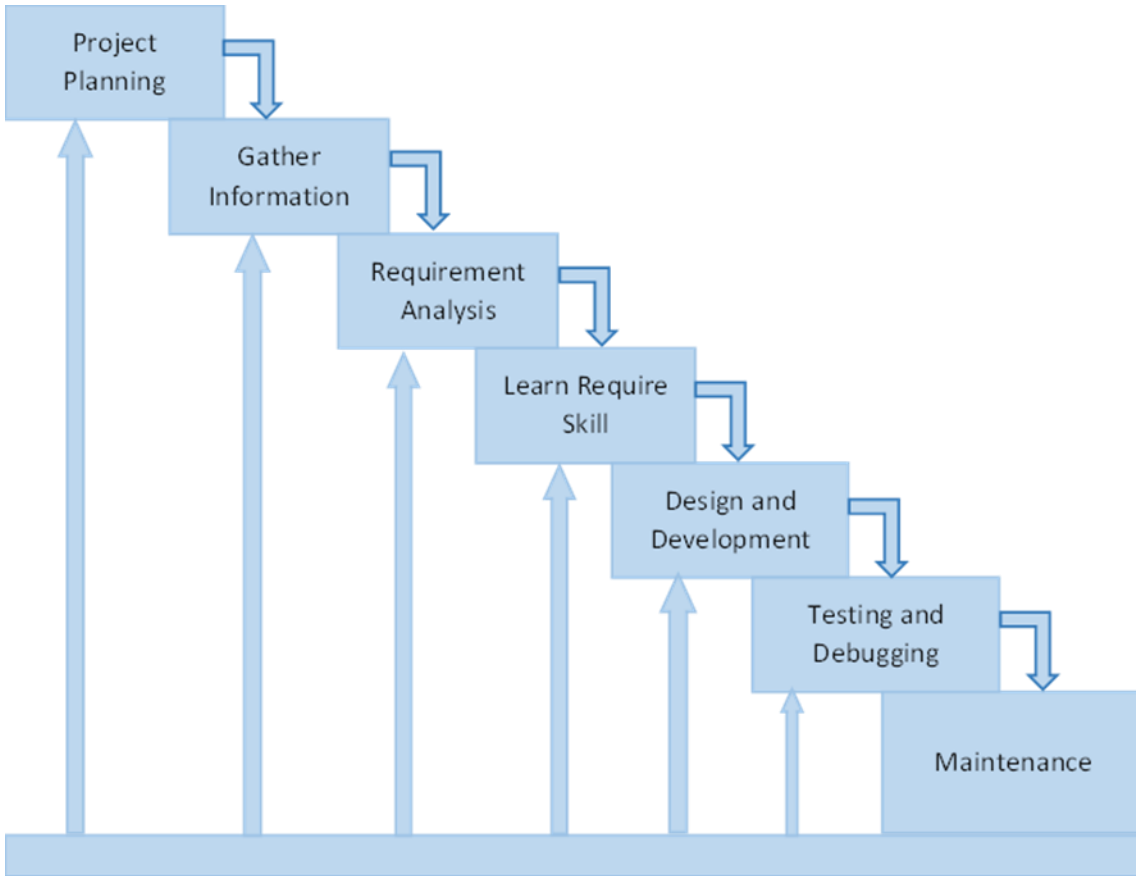 Project
Planning
Gather
Information
Requirement
Analysis
Learn Require
Skill
Design and
Development
Testing and
Debugging
Maintenance